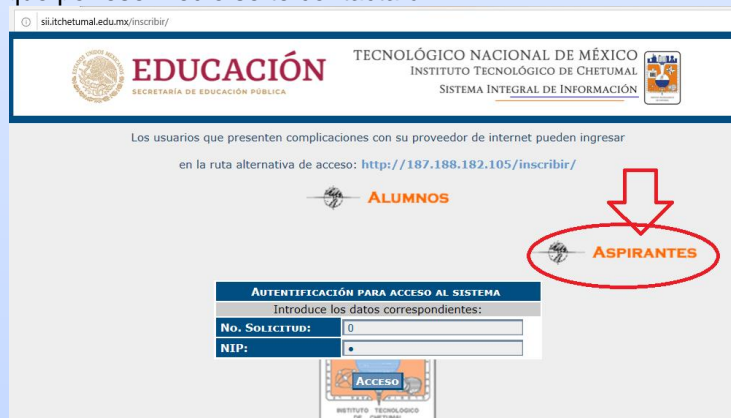 sii.itchetumal.edu.mx/inscribir/
EDUCACIÓN
SECRETARÍA DE EDUCACIÓN PÚBLICA
TECNOLÓGICO NACIONAL DE MÉXICO
INSTITUTO TECNOLÓGICO DE CHETUMAL
SISTEMA INTEGRAL DE INFORMACIÓN
Los usuarios que presenten complicaciones con su proveedor de internet pueden ingresar
en la ruta alternativa de acceso: http://187.188.182.105/inscribir/
ALUMNOS
ASPIRANTES
AUTENTIFICACIÓN PARA ACCESO AL SISTEMA
Introduce los datos correspondientes:
No. SOLICITUD: 0
NIP: •
ACCESO
INSTITUTO TECNOLOGICO
DE CHETUMAL